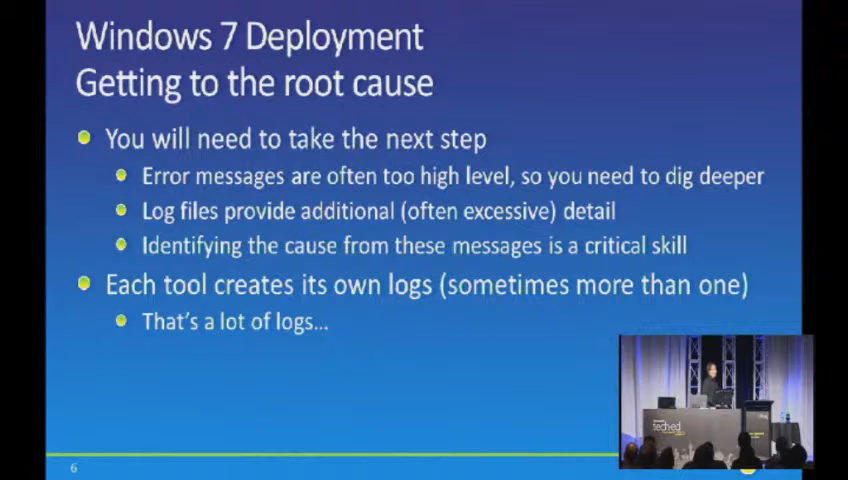 Windows 7 Deployment
Getting to the root cause
You will need to take the next step
Error messages are often too high level, so you need to dig deeper
Log files provide additional (often excessive) detail
Identifying the cause from these messages is a critical skill
Each tool creates its own logs (sometimes more than one)
That's a lot of logs...
tech·ed
6